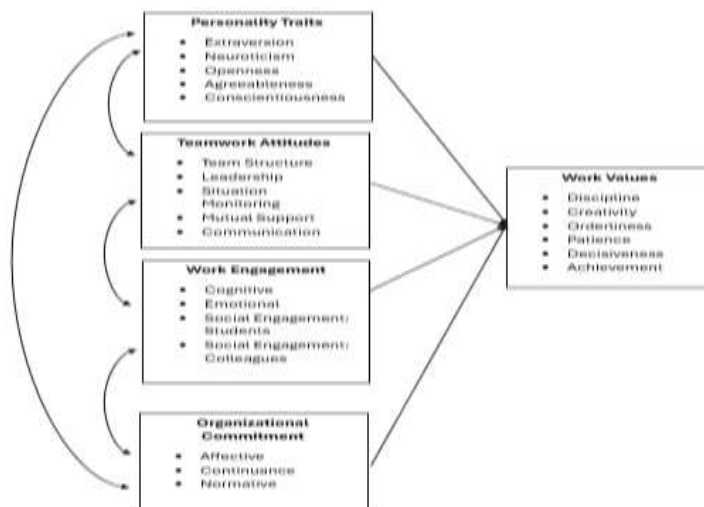 Personality Traits
• Extraversion
• Neuroticism
• Openness
• Agreeableness
• Conscientiousness
Teamwork Attitudes
• Team Structure
• Leadership
• Situation
Monitoring
• Mutual Support
• Communication
Work Engagement
• Cognitive
• Emotional
• Social Engagement:
Students
• Social Engagement:
Colleagues
Organizational
Commitment
• Affective
• Continuance
• Normative
Work Values
• Discipline
• Creativity
• Orderliness
• Patience
• Decisiveness
• Achievement